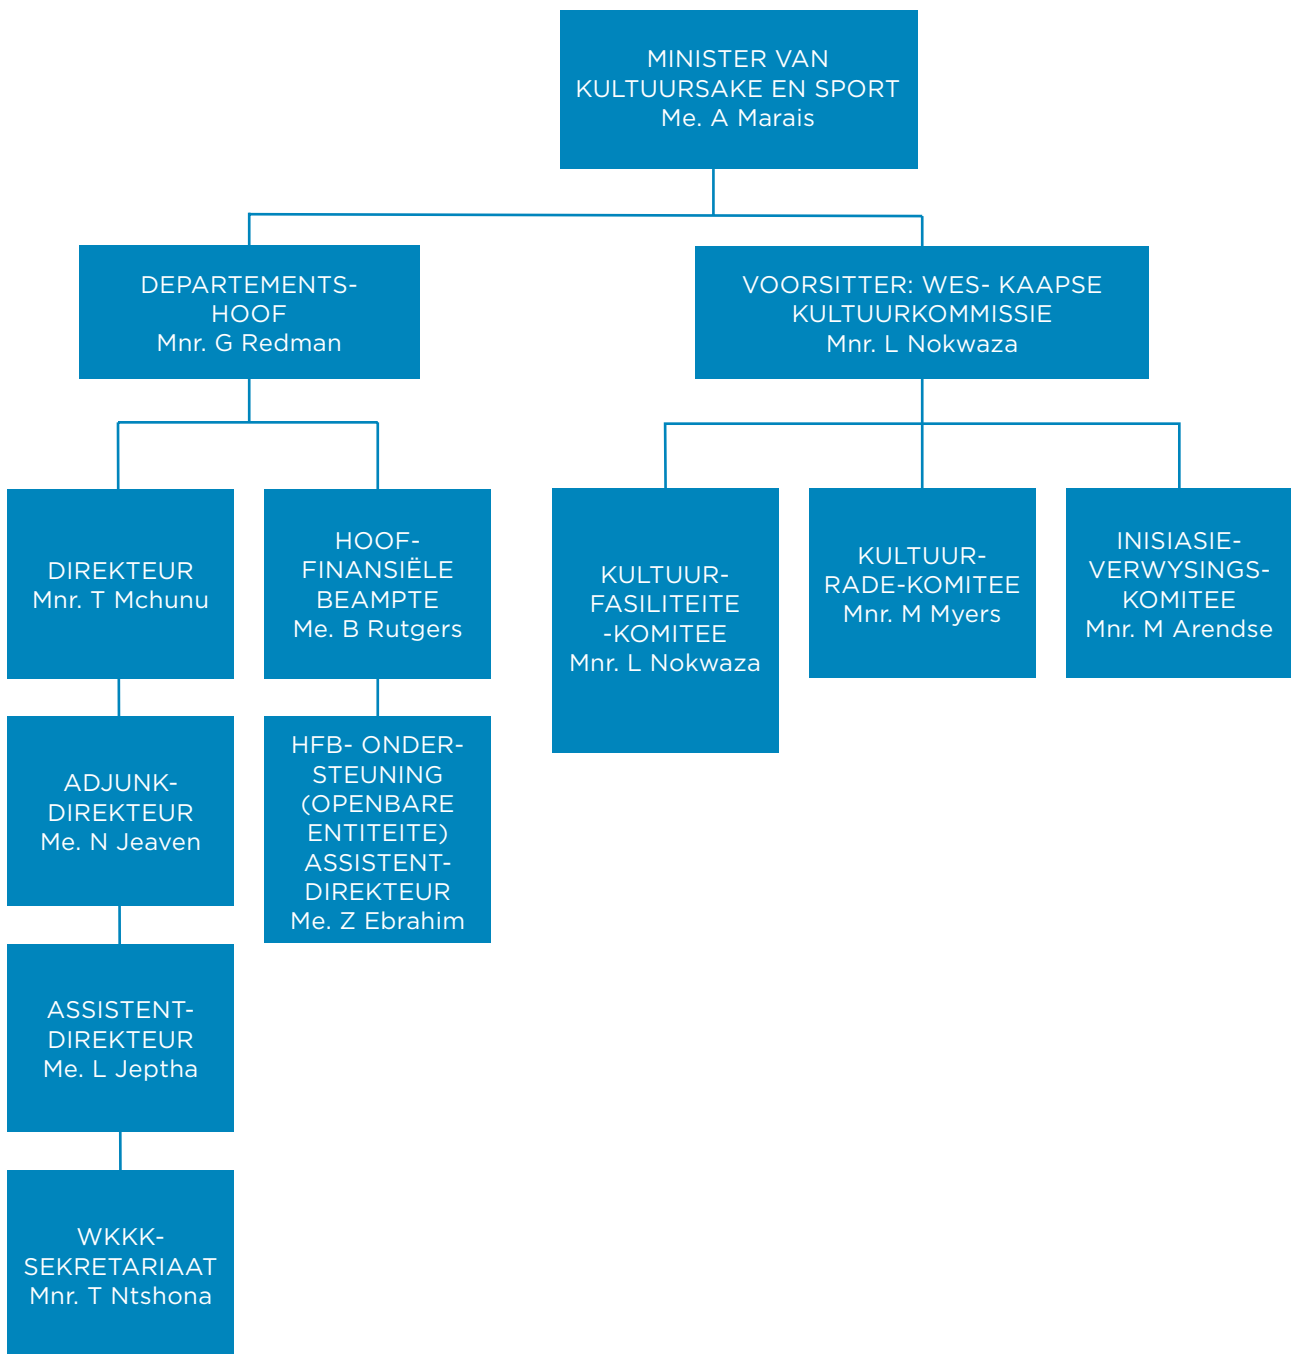 MINISTER VAN
KULTUURSAKE EN SPORT
Me. A Marais
DEPARTEMENTS-
HOOF
Mnr. G Redman
VOORSITTER: WES- KAAPSE
KULTUURKOMMISSIE
Mnr. L Nokwaza
DIREKTEUR
Mnr. T Mchunu
HOOF-
FINANSIËLE
BEAMPTE
Me. B Rutgers
KULTUUR-
FASILITEITE
-KOMITEE
Mnr. L Nokwaza
KULTUUR-
RADE-KOMITEE
Mnr. M Myers
INISIASIE-
VERWYSINGS-
KOMITEE
Mnr. M Arendse
ADJUNK-
DIREKTEUR
Me. N Jeaven
HFB- ONDER-
STEUNING
(OPENBARE
ENTITEITE)
ASSISTENT-
DIREKTEUR
Me. Z Ebrahim
ASSISTENT-
DIREKTEUR
Me. L Jeptha
WKKK-
SEKRETARIAAT
Mnr. T Ntshona